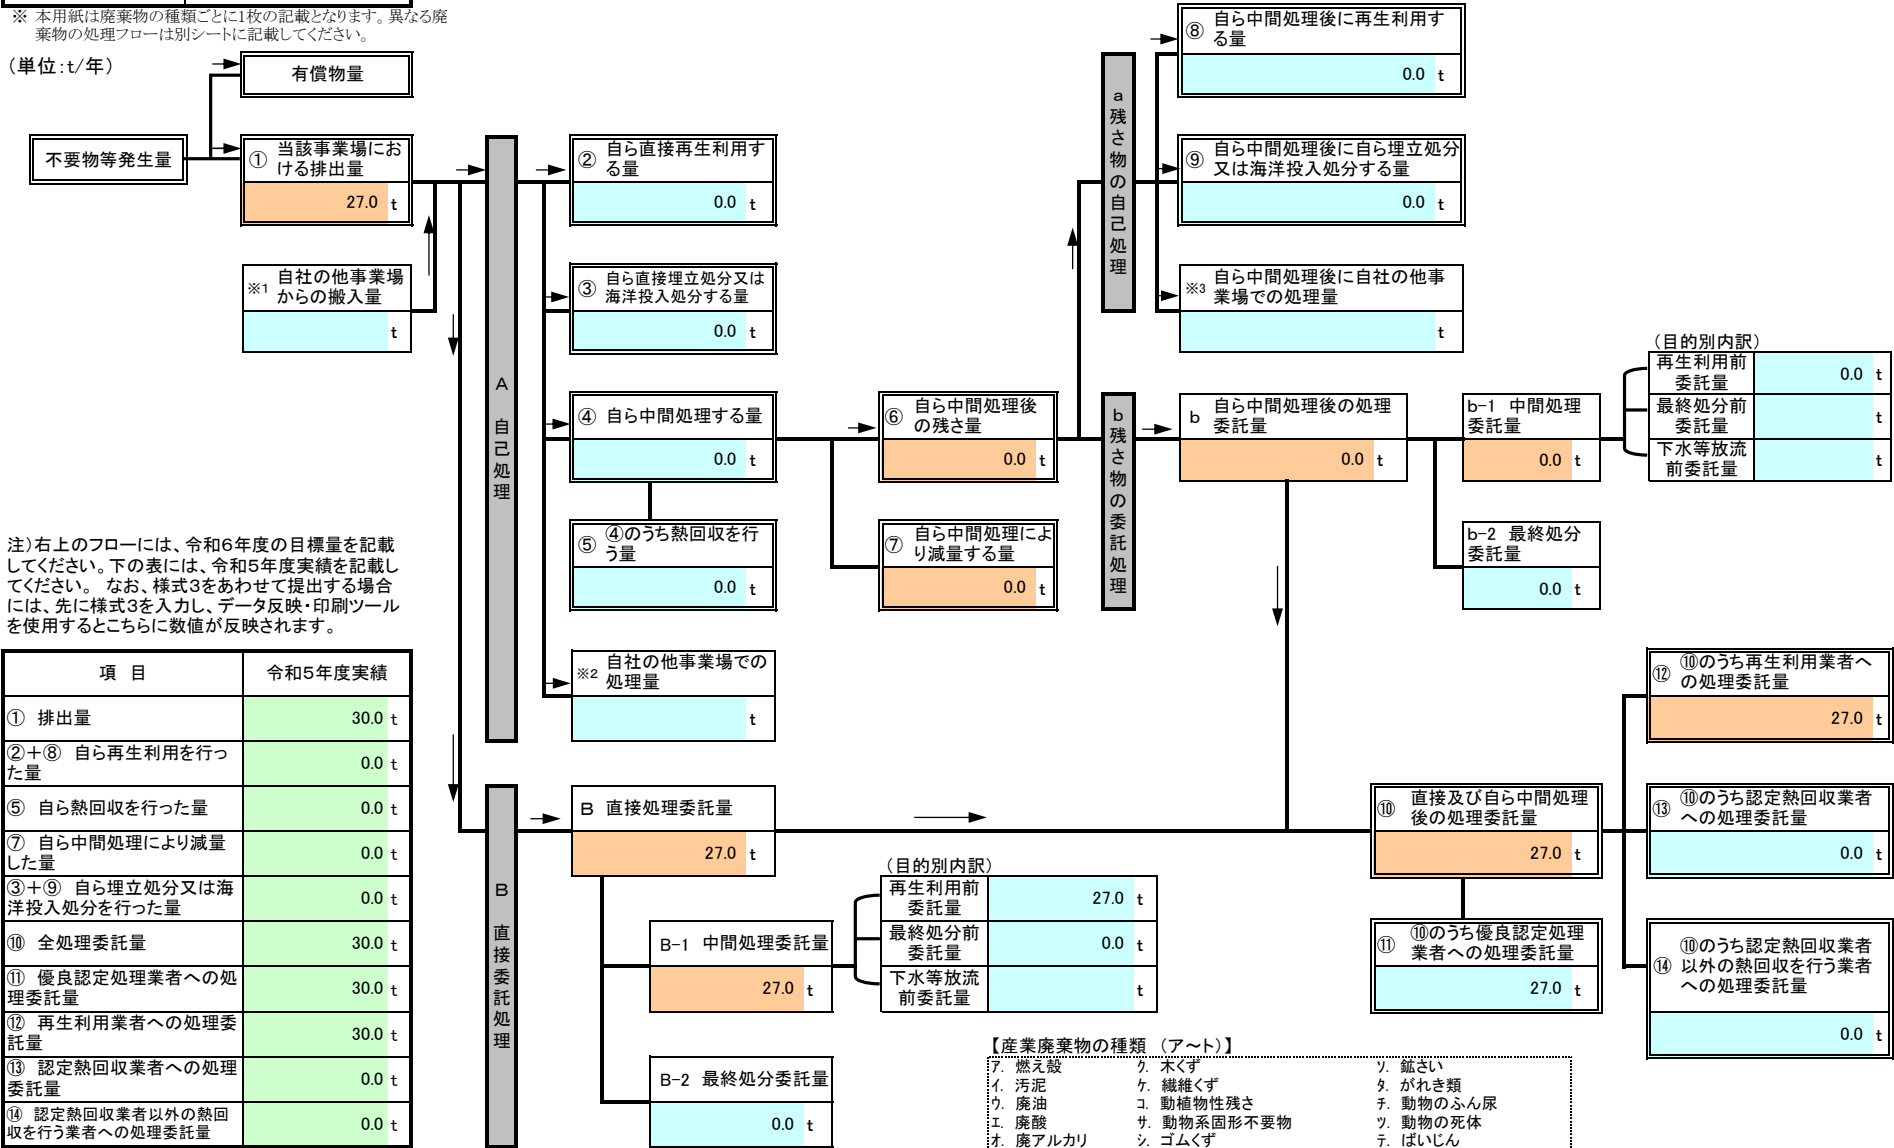 ※ 本用紙は廃棄物の種類ごとに1枚の記載となります。異なる廃
棄物の処理フローは別シートに記載してください。
(単位:t/年)
有償物量
不要物等発生量
① 当該事業場にお
ける排出量
27.0 t
※1 自社の他事業場
からの搬入量
t
A 自己処理
② 自ら直接再生利用す
る量
0.0 t
③ 自ら直接埋立処分又は
海洋投入処分する量
0.0 t
④ 自ら中間処理する量
0.0 t
⑤ ④のうち熱回収を行
う量
0.0 t
※2 自社の他事業場での
処理量
t
⑥ 自ら中間処理後
の残さ量
0.0 t
⑦ 自ら中間処理によ
り減量する量
0.0 t
a 残さ物の自己処理
⑧ 自ら中間処理後に再生利用す
る量
0.0 t
⑨ 自ら中間処理後に自ら埋立処分
又は海洋投入処分する量
0.0 t
※3 自ら中間処理後に自社の他事
業場での処理量
t
b 残さ物の委託処理
b 自ら中間処理後の処理
委託量
0.0 t
b-1 中間処理
委託量
0.0 t
(目的別内訳)
再生利用前
委託量
0.0 t
最終処分前
委託量
t
下水等放流
前委託量
t
b-2 最終処分
委託量
0.0 t
注)右上のフローには、令和6年度の目標量を記載
してください。下の表には、令和5年度実績を記載し
てください。 なお、様式3をあわせて提出する場合
には、先に様式3を入力し、データ反映・印刷ツール
を使用するとこちらに数値が反映されます。
項 目 令和5年度実績
① 排出量 30.0 t
②+⑧ 自ら再生利用を行っ
た量 0.0 t
⑤ 自ら熱回収を行った量 0.0 t
⑦ 自ら中間処理により減量
した量 0.0 t
③+⑨ 自ら埋立処分又は海
洋投入処分を行った量 0.0 t
⑩ 全処理委託量 30.0 t
⑪ 優良認定処理業者への処
理委託量 30.0 t
⑫ 再生利用業者への処理委
託量 30.0 t
⑬ 認定熱回収業者への処理
委託量 0.0 t
⑭ 認定熱回収業者以外の熱回
収を行う業者への処理委託量 0.0 t
B 直接委託処理
B 直接処理委託量
27.0 t
B-1 中間処理委託量
27.0 t
(目的別内訳)
再生利用前
委託量
27.0 t
最終処分前
委託量
0.0 t
下水等放流
前委託量
t
B-2 最終処分委託量
0.0 t
⑩ 直接及び自ら中間処理
後の処理委託量
27.0 t
⑪ ⑩のうち優良認定処理
業者への処理委託量
27.0 t
⑫ ⑩のうち再生利用業者へ
の処理委託量
27.0 t
⑬ ⑩のうち認定熱回収業者
への処理委託量
0.0 t
⑭ ⑩のうち認定熱回収業者
以外の熱回収を行う業者
への処理委託量
0.0 t
【産業廃棄物の種類 (ア~ト)】
ア. 燃え殻 ク. 木くず ソ. 鉱さい
イ. 汚泥 ケ. 繊維くず タ. がれき類
ウ. 廃油 コ. 動植物性残さ チ. 動物のふん尿
エ. 廃酸 サ. 動物系固形不要物 ツ. 動物の死体
オ. 廃アルカリ シ. ゴムくず テ. ばいじん